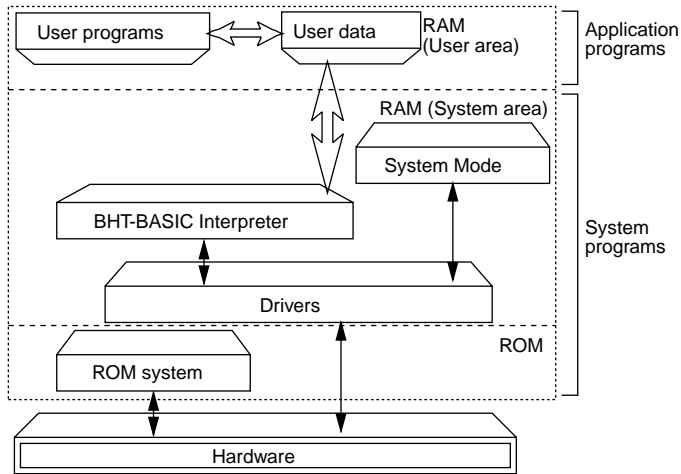 User programs
User data
RAM
(User area)
Application
programs
RAM (System area)
System Mode
BHT-BASIC Interpreter
System
programs
Drivers
ROM
ROM system
Hardware